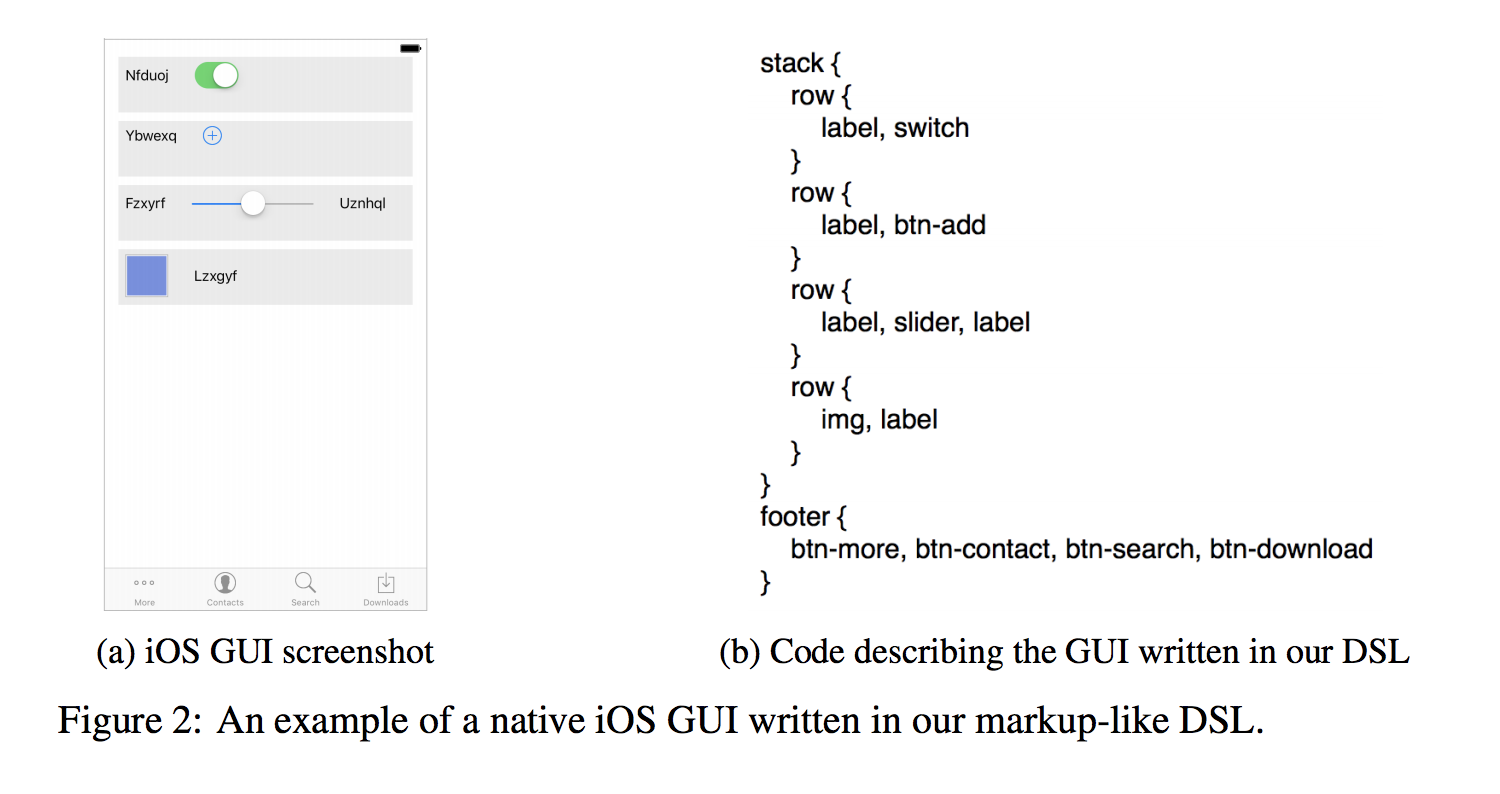 Nfduoj
Ybwexq
Fzxyrf Uznhql
Lzxgyf
More Contacts Search Downloads
(a) iOS GUI screenshot
stack {
row {
label, switch
}
row {
label, btn-add
}
row {
label, slider, label
}
row {
img, label
}
}
footer {
btn-more, btn-contact, btn-search, btn-download
}
(b) Code describing the GUI written in our DSL
Figure 2: An example of a native iOS GUI written in our markup-like DSL.